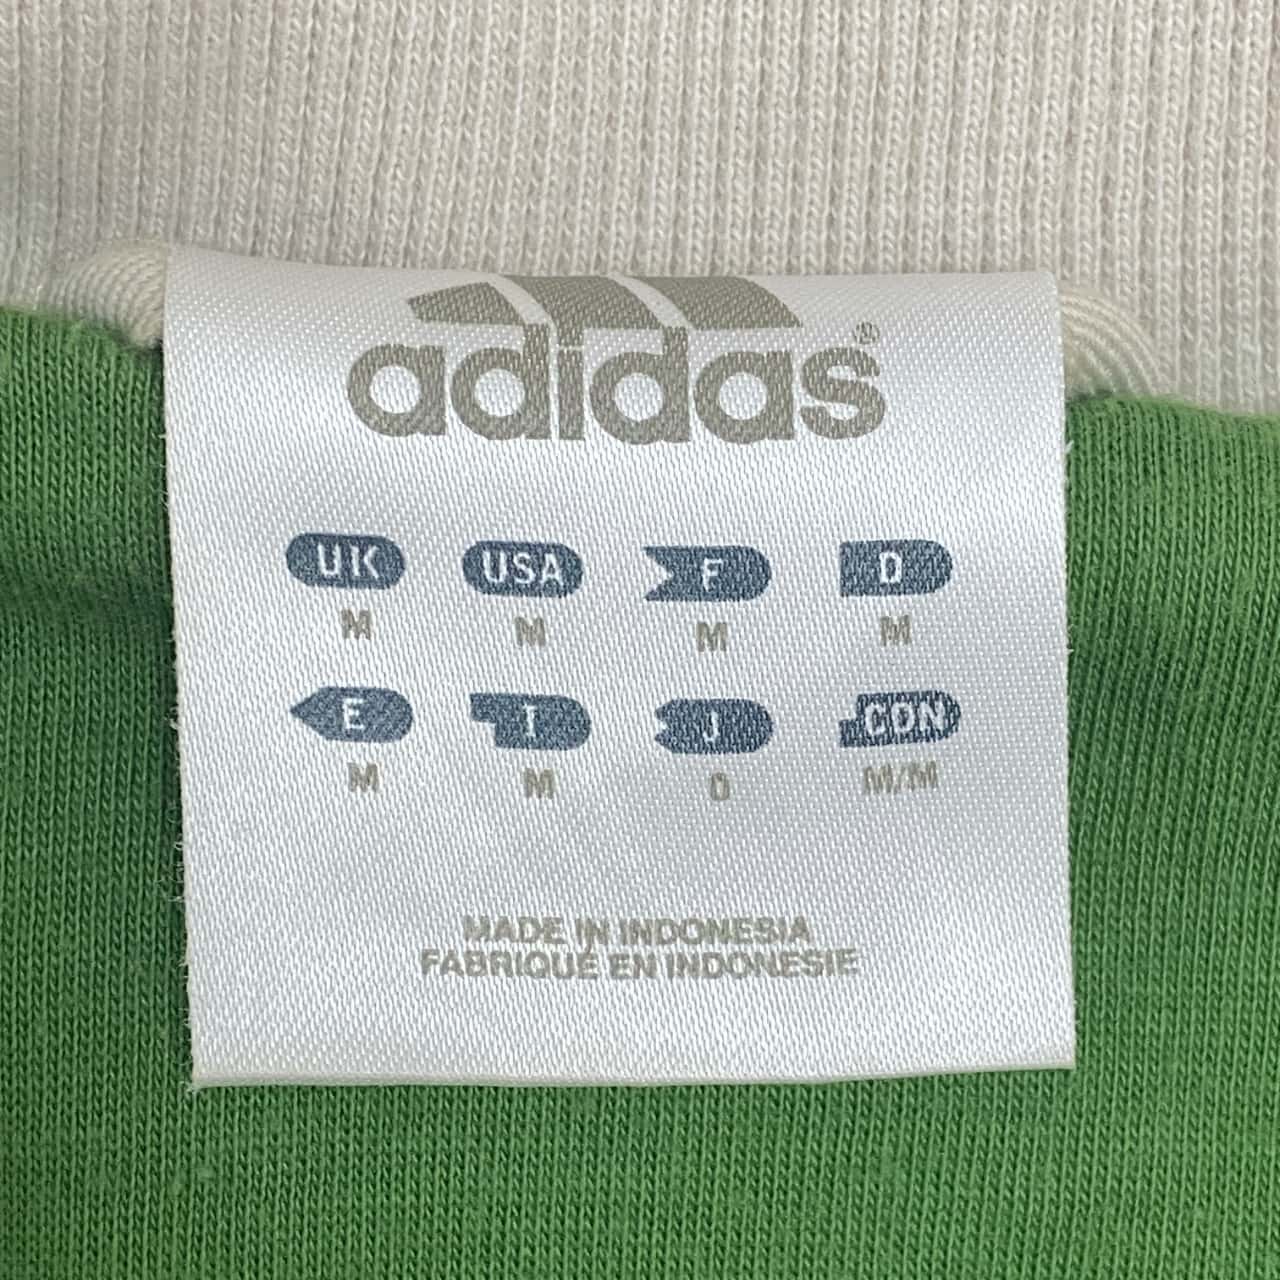 adidas®
UK USA F D
M M M M
E I J CDN
M M O M/M
MADE IN INDONESIA
FABRIQUÉ EN INDONESIE